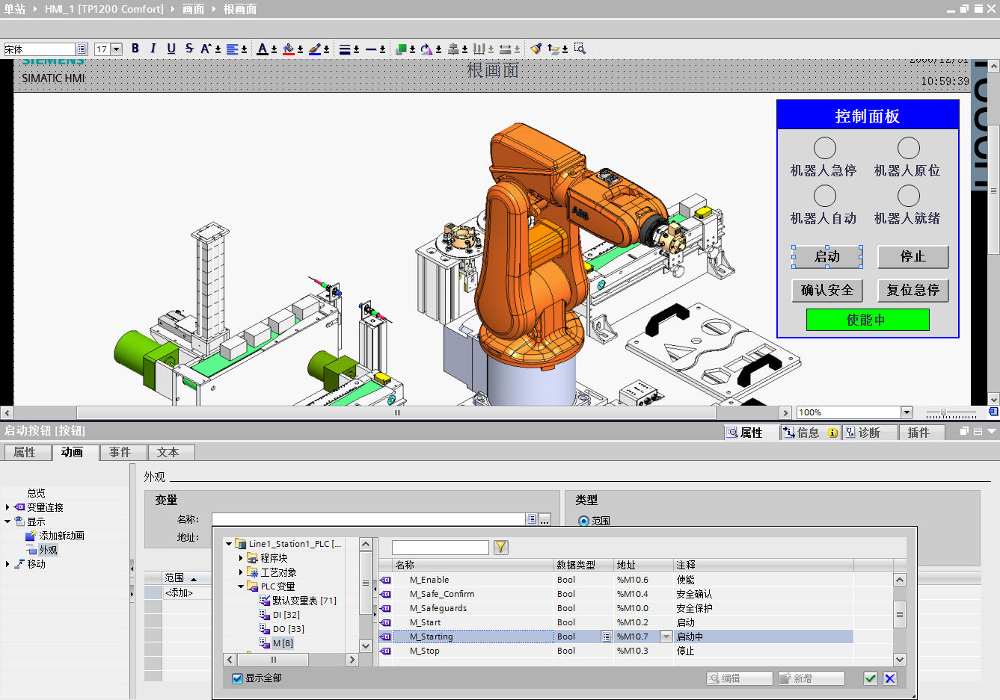 单站 HMI_1 [TP1200 Comfort] 画面 根画面
宋体 17 B I U S A A
SIEMENS
SIMATIC HMI
根画面
10:59:39
控制面板
机器人急停 机器人原位
机器人自动 机器人就绪
启动 停止
确认安全 复位急停
使能中
100%
启动按钮 [按钮]
属性 信息 诊断 插件
属性 动画 事件 文本
总览
变量连接
显示
添加新动画
外观
移动
外观
变量
名称:
地址:
类型
范围
范围
<添加>
Line1_Station1_PLC [...
程序块
工艺对象
PLC 变量
默认变量表 [71]
DI [32]
DO [33]
M [8]
名称 数据类型 地址 注释
M_Enable Bool %M10.6 使能
M_Safe_Confirm Bool %M10.4 安全确认
M_Safeguards Bool %M10.0 安全保护
M_Start Bool %M10.2 启动
M_Starting Bool %M10.7 启动中
M_Stop Bool %M10.3 停止
显示全部
编辑 新增